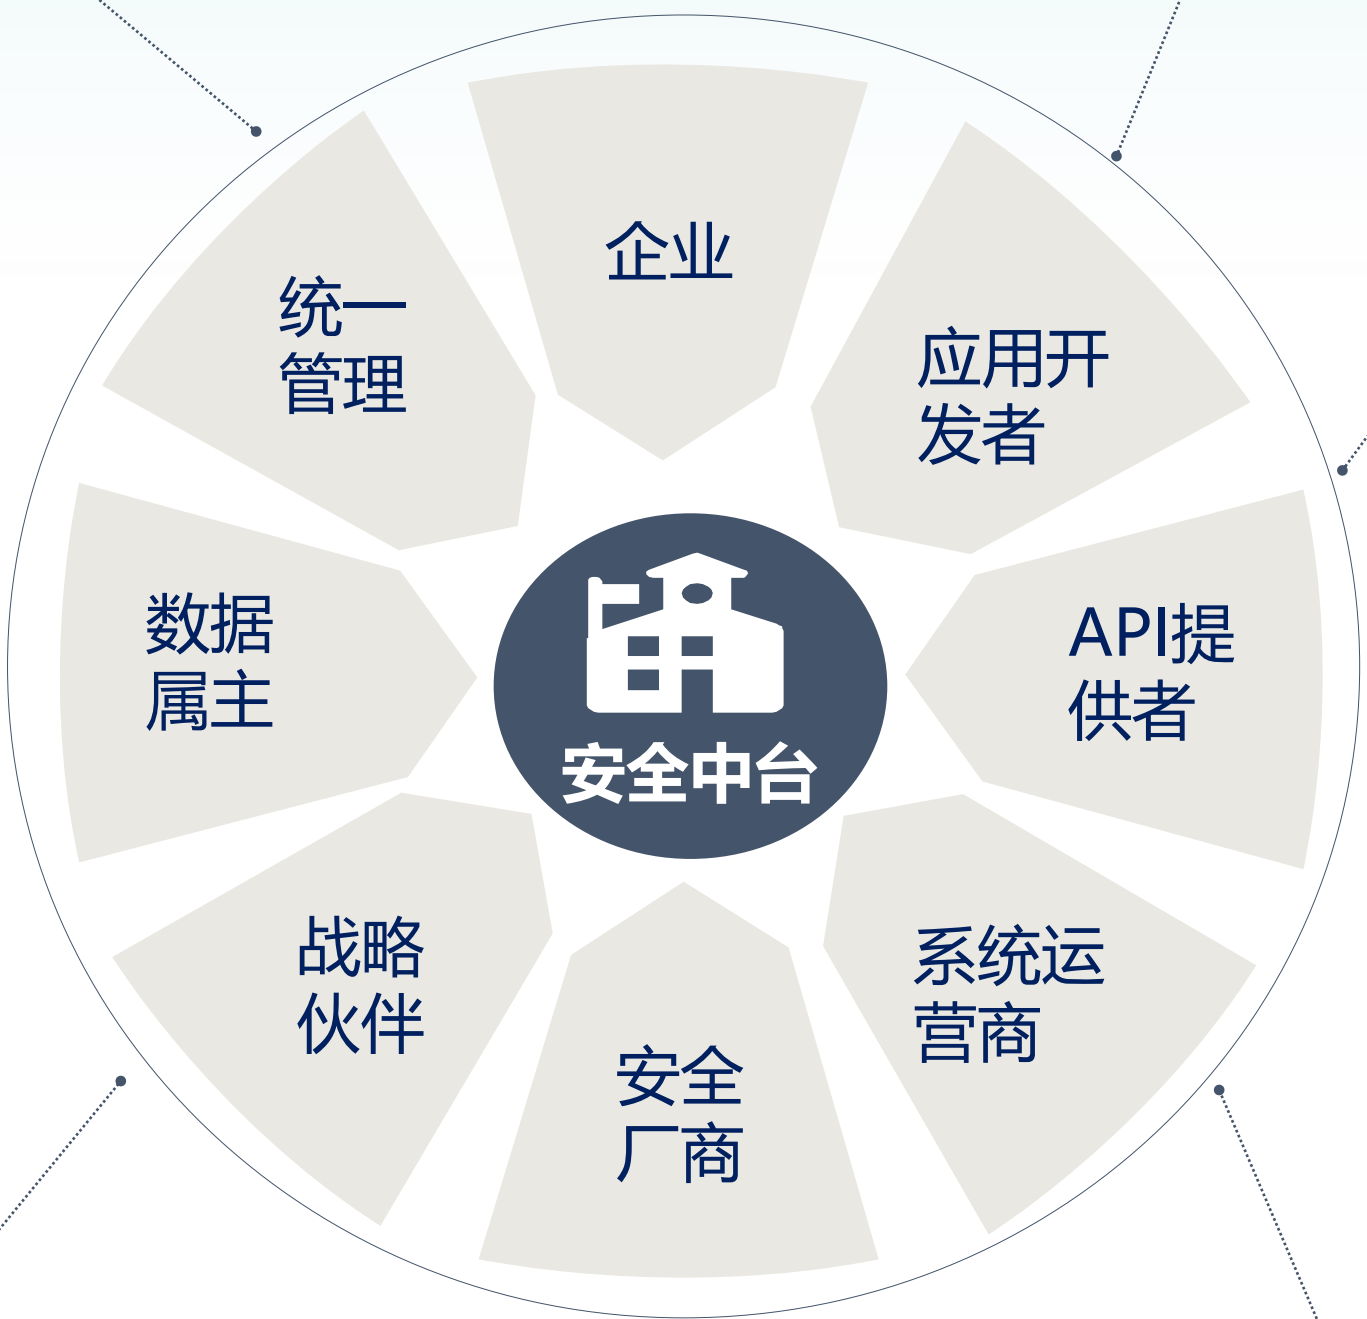 企业
统一
管理
应用开
发者
数据
属主
API提
供者
安全中台
战略
伙伴
系统运
营商
安全
厂商